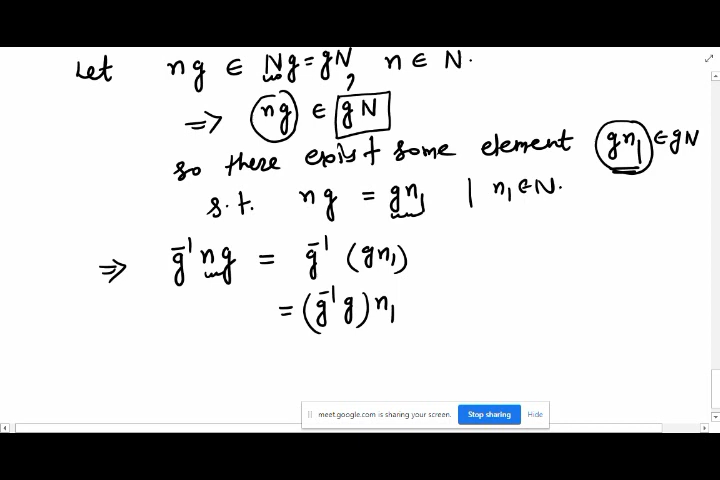 Let ng ∈ Ng = gN, n ∈ N.
⇒ ng ∈ gN
so there exist some element gn₁ ∈ gN
s.t. ng = gn₁ | n₁ ∈ N.
⇒ g⁻¹ng = g⁻¹(gn₁)
= (g⁻¹g)n₁
meet.google.com is sharing your screen. Stop sharing Hide